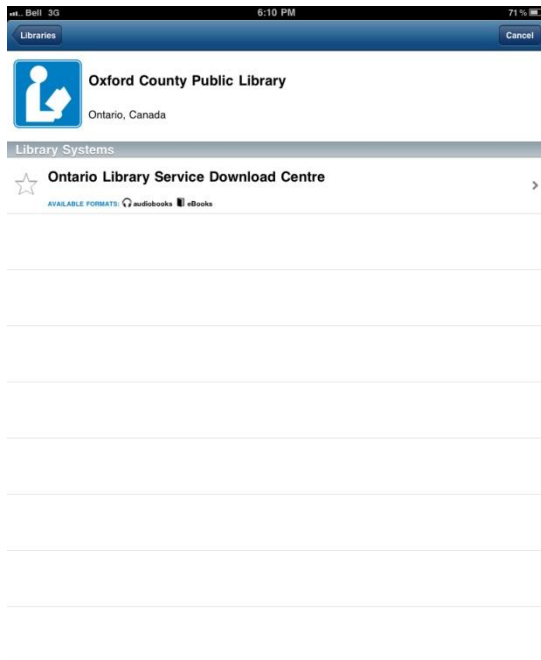 Bell 3G 6:10 PM 71 %
Libraries Cancel
Oxford County Public Library
Ontario, Canada
Library Systems
Ontario Library Service Download Centre
AVAILABLE FORMATS: audiobooks eBooks